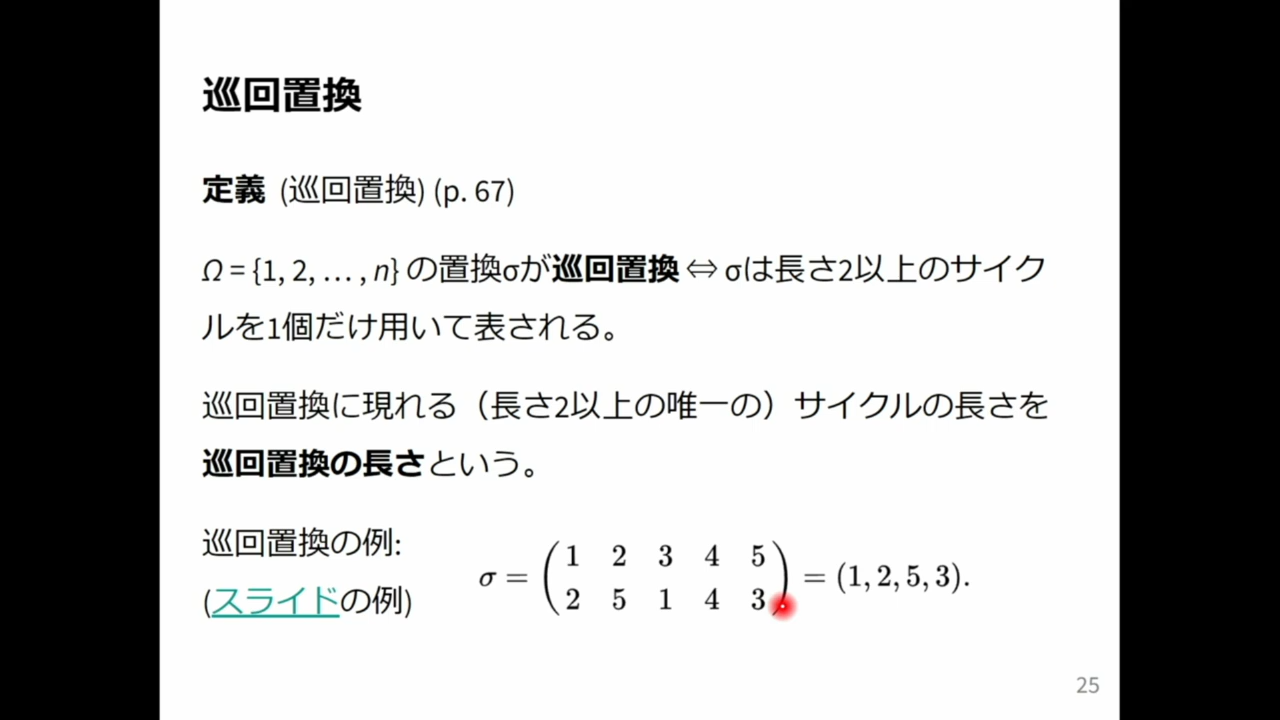 巡回置換
定義 (巡回置換) (p. 67)
Ω = {1, 2, … , n} の置換σが巡回置換 ⇔ σは長さ2以上のサイク
ルを1個だけ用いて表される。
巡回置換に現れる（長さ2以上の唯一の）サイクルの長さを
巡回置換の長さという。
巡回置換の例:
(スライドの例)
σ = ( 1 2 3 4 5
2 5 1 4 3 ) = (1, 2, 5, 3).
25